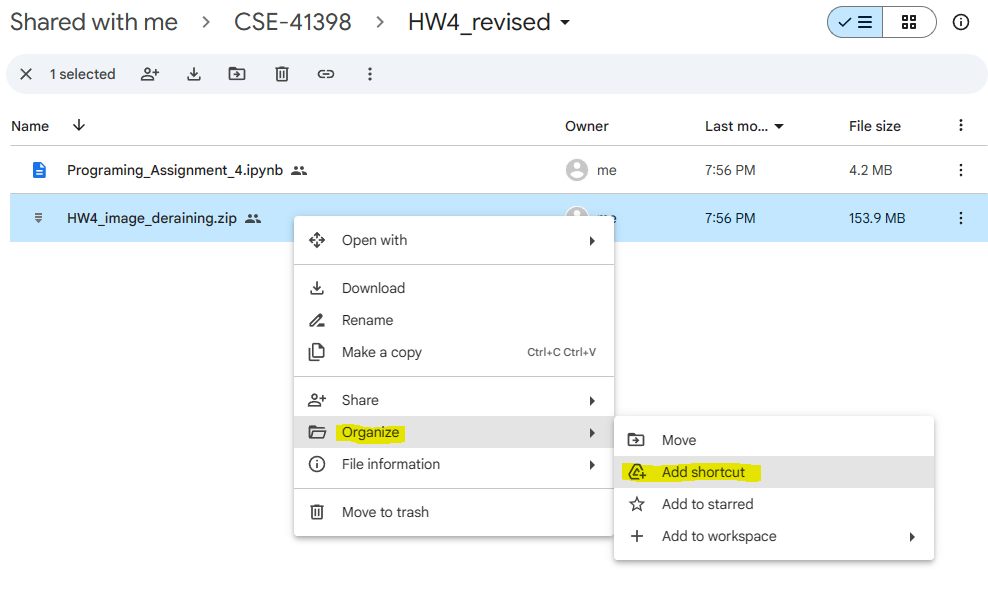 Shared with me > CSE-41398 > HW4_revised
1 selected
Name Owner Last mo... File size
Programing_Assignment_4.ipynb me 7:56 PM 4.2 MB
HW4_image_deraining.zip me 7:56 PM 153.9 MB
Open with
Download
Rename
Make a copy Ctrl+C Ctrl+V
Share
Organize
File information
Move to trash
Move
Add shortcut
Add to starred
Add to workspace